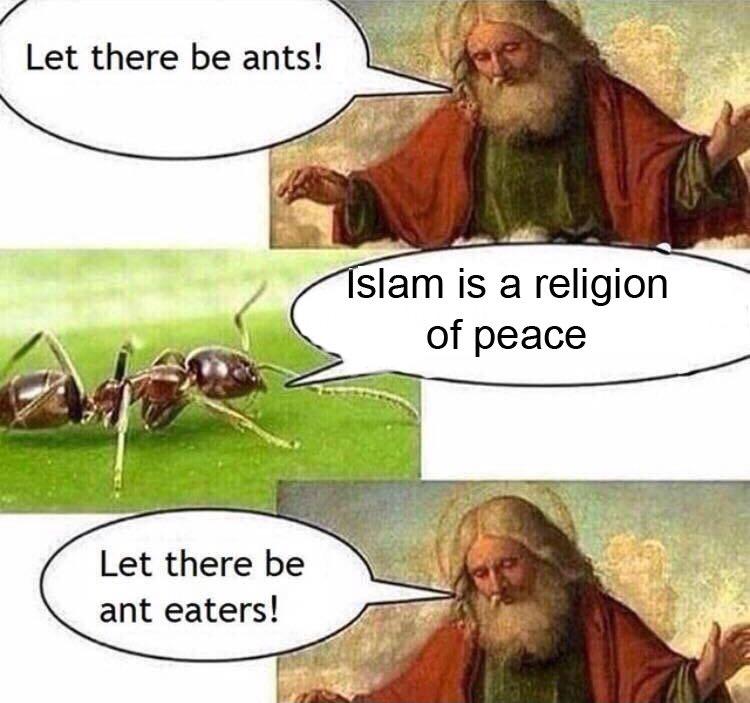 Let there be ants!
Islam is a religion
of peace
Let there be
ant eaters!